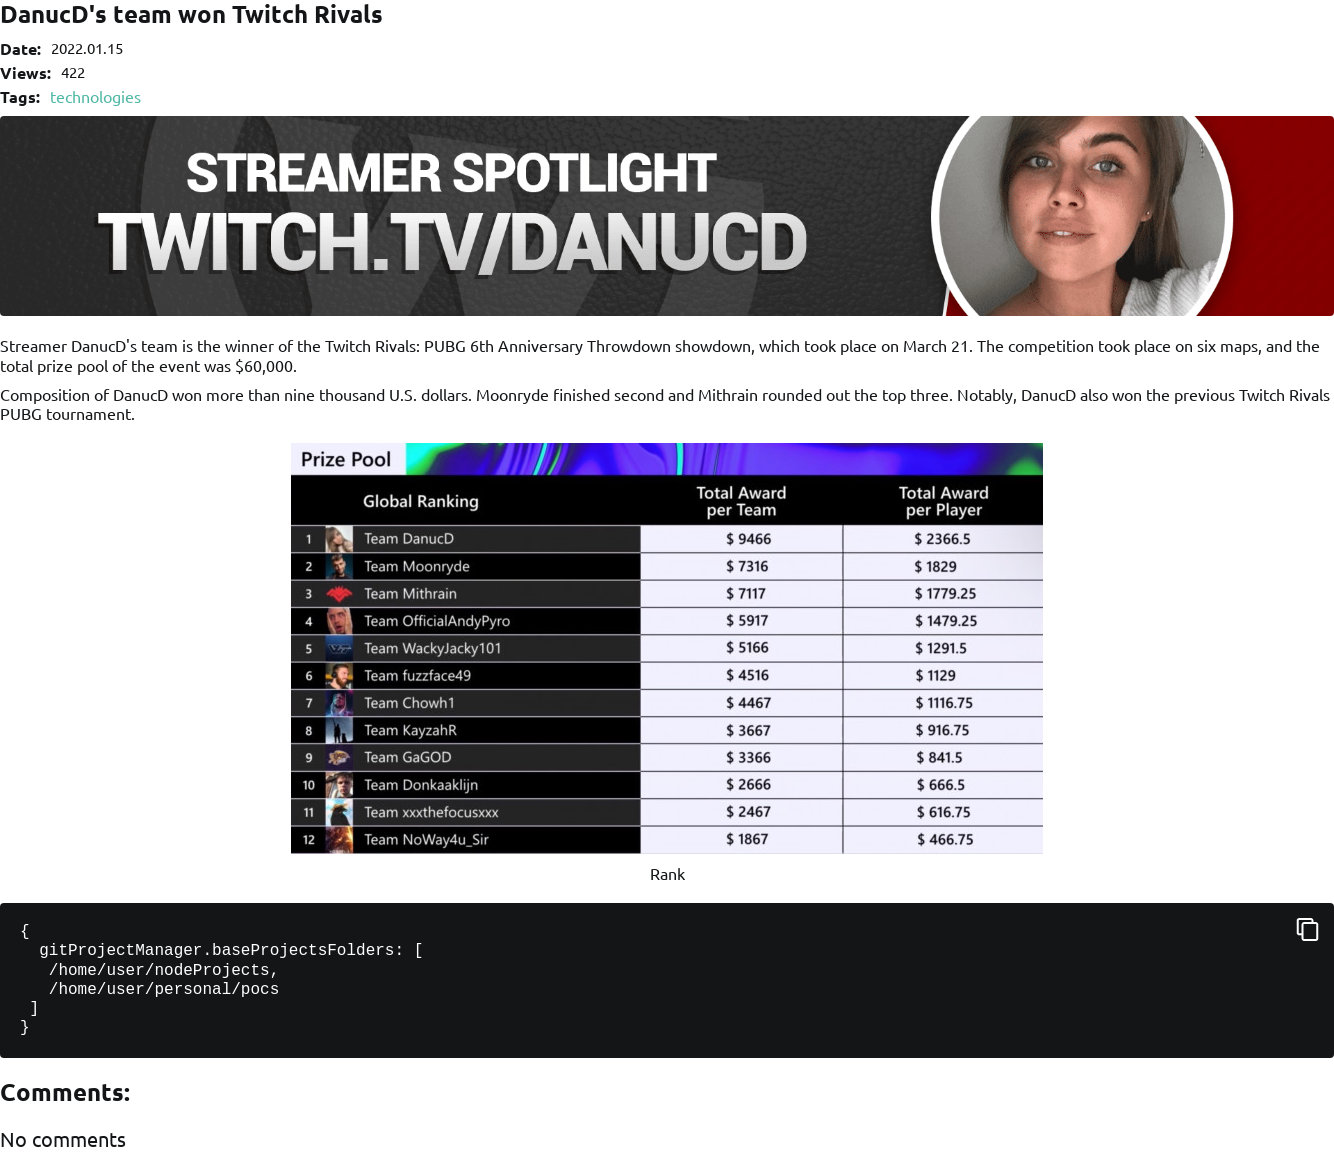 DanucD's team won Twitch Rivals
Date: 2022.01.15
Views: 422
Tags: technologies
STREAMER SPOTLIGHT
TWITCH.TV/DANUCD
Streamer DanucD's team is the winner of the Twitch Rivals: PUBG 6th Anniversary Throwdown showdown, which took place on March 21. The competition took place on six maps, and the
total prize pool of the event was $60,000.
Composition of DanucD won more than nine thousand U.S. dollars. Moonryde finished second and Mithrain rounded out the top three. Notably, DanucD also won the previous Twitch Rivals
PUBG tournament.
Prize Pool
Global Ranking Total Award per Team Total Award per Player
1 Team DanucD $ 9466 $ 2366.5
2 Team Moonryde $ 7316 $ 1829
3 Team Mithrain $ 7117 $ 1779.25
4 Team OfficialAndyPyro $ 5917 $ 1479.25
5 Team WackyJacky101 $ 5166 $ 1291.5
6 Team fuzzface49 $ 4516 $ 1129
7 Team Chowh1 $ 4467 $ 1116.75
8 Team KayzahR $ 3667 $ 916.75
9 Team GaGOD $ 3366 $ 841.5
10 Team Donkaaklijn $ 2666 $ 666.5
11 Team xxxthefocusxxx $ 2467 $ 616.75
12 Team NoWay4u_Sir $ 1867 $ 466.75
Rank
{
gitProjectManager.baseProjectsFolders: [
/home/user/nodeProjects,
/home/user/personal/pocs
]
}
Comments:
No comments